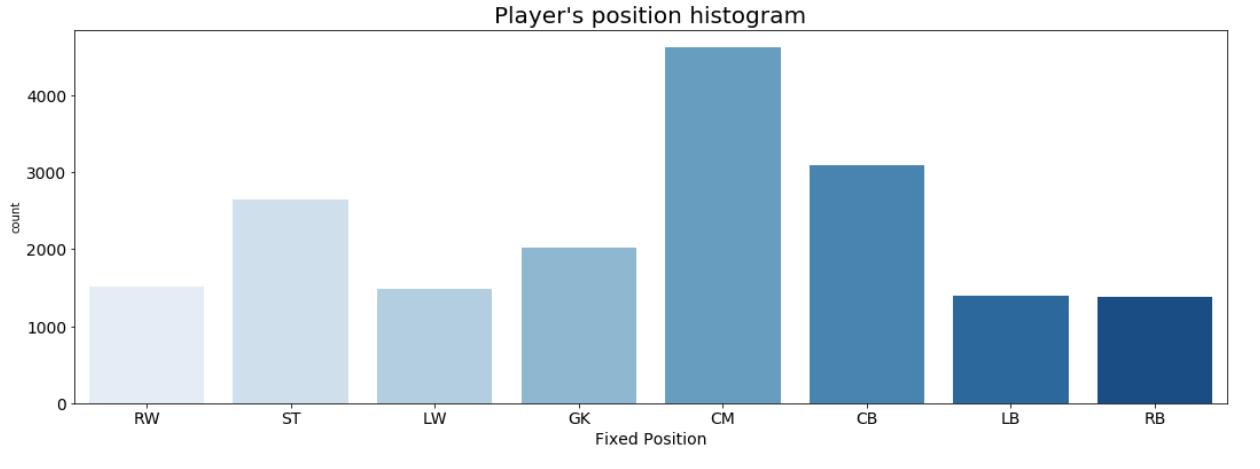 Player's position histogram
4000
3000
2000
1000
0
count
RW ST LW GK CM CB LB RB
Fixed Position